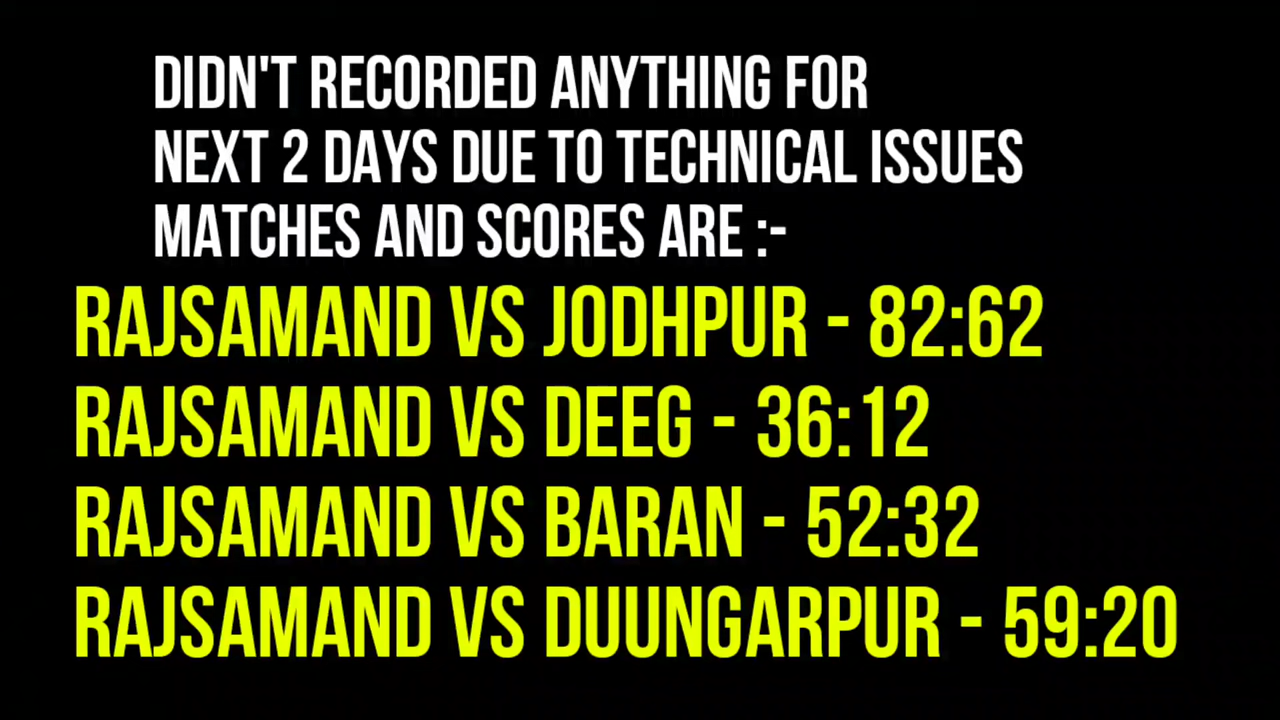 DIDN'T RECORDED ANYTHING FOR
NEXT 2 DAYS DUE TO TECHNICAL ISSUES
MATCHES AND SCORES ARE :-
RAJSAMAND VS JODHPUR - 82:62
RAJSAMAND VS DEEG - 36:12
RAJSAMAND VS BARAN - 52:32
RAJSAMAND VS DUUNGARPUR - 59:20